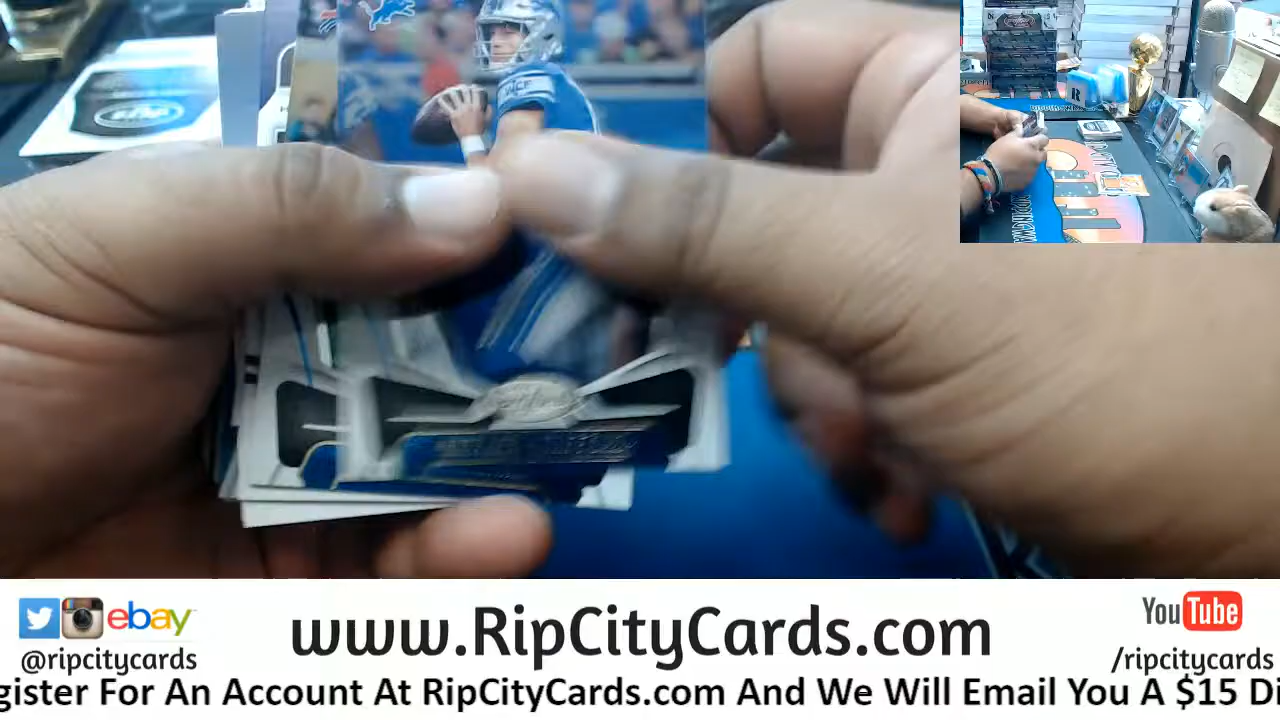 ebay
www.RipCityCards.com
YouTube
@ripcitycards
/ripcitycards
gister For An Account At RipCityCards.com And We Will Email You A $15 Di